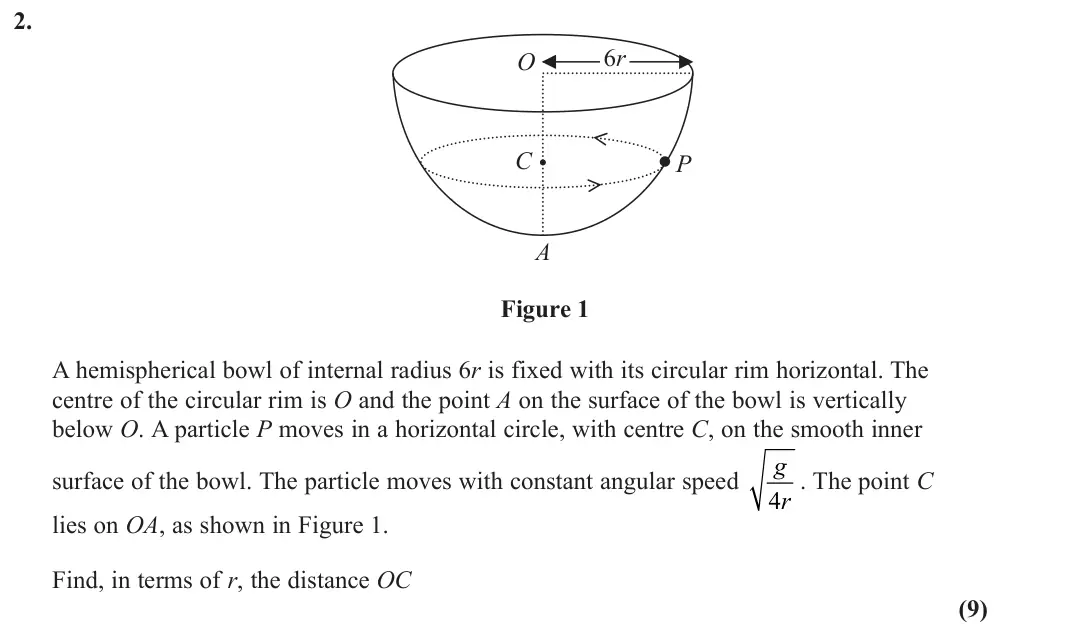 2.
O
6r
C
P
A
Figure 1
A hemispherical bowl of internal radius 6r is fixed with its circular rim horizontal. The
centre of the circular rim is O and the point A on the surface of the bowl is vertically
below O. A particle P moves in a horizontal circle, with centre C, on the smooth inner
surface of the bowl. The particle moves with constant angular speed √(g/4r). The point C
lies on OA, as shown in Figure 1.
Find, in terms of r, the distance OC
(9)